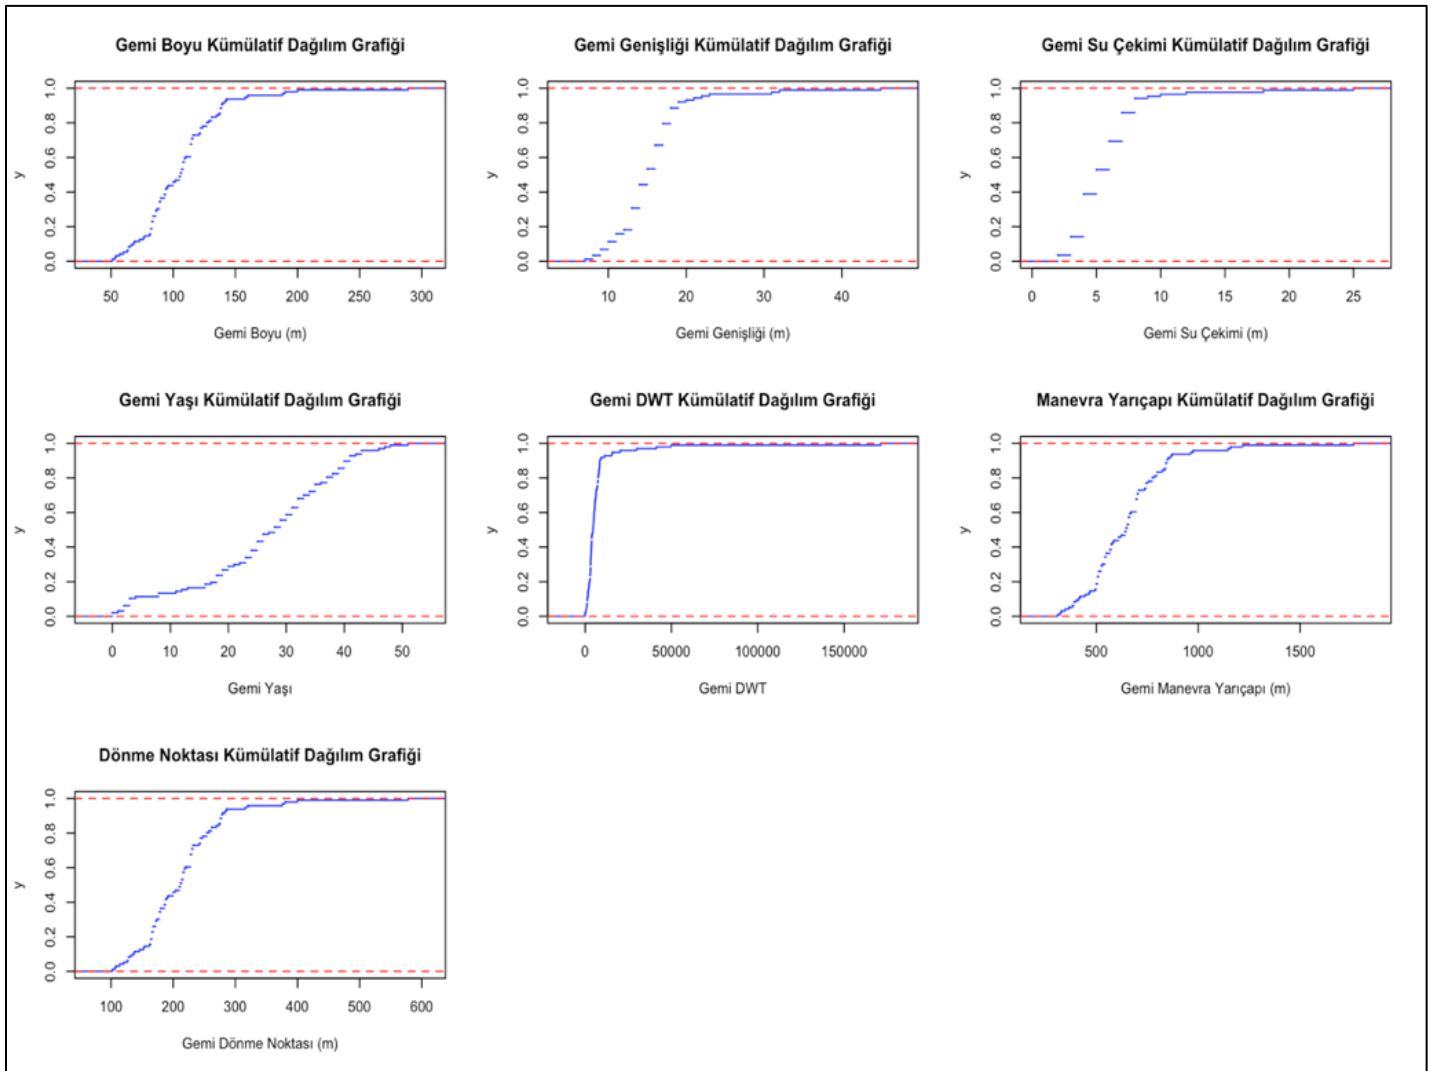 Gemi Boyu Kümülatif Dağılım Grafiği
y
0.0 0.2 0.4 0.6 0.8 1.0
50 100 150 200 250 300
Gemi Boyu (m)
Gemi Genişliği Kümülatif Dağılım Grafiği
y
0.0 0.2 0.4 0.6 0.8 1.0
10 20 30 40
Gemi Genişliği (m)
Gemi Su Çekimi Kümülatif Dağılım Grafiği
y
0.0 0.2 0.4 0.6 0.8 1.0
0 5 10 15 20 25
Gemi Su Çekimi (m)
Gemi Yaşı Kümülatif Dağılım Grafiği
y
0.0 0.2 0.4 0.6 0.8 1.0
0 10 20 30 40 50
Gemi Yaşı
Gemi DWT Kümülatif Dağılım Grafiği
y
0.0 0.2 0.4 0.6 0.8 1.0
0 50000 100000 150000
Gemi DWT
Manevra Yarıçapı Kümülatif Dağılım Grafiği
y
0.0 0.2 0.4 0.6 0.8 1.0
500 1000 1500
Gemi Manevra Yarıçapı (m)
Dönme Noktası Kümülatif Dağılım Grafiği
y
0.0 0.2 0.4 0.6 0.8 1.0
100 200 300 400 500 600
Gemi Dönme Noktası (m)